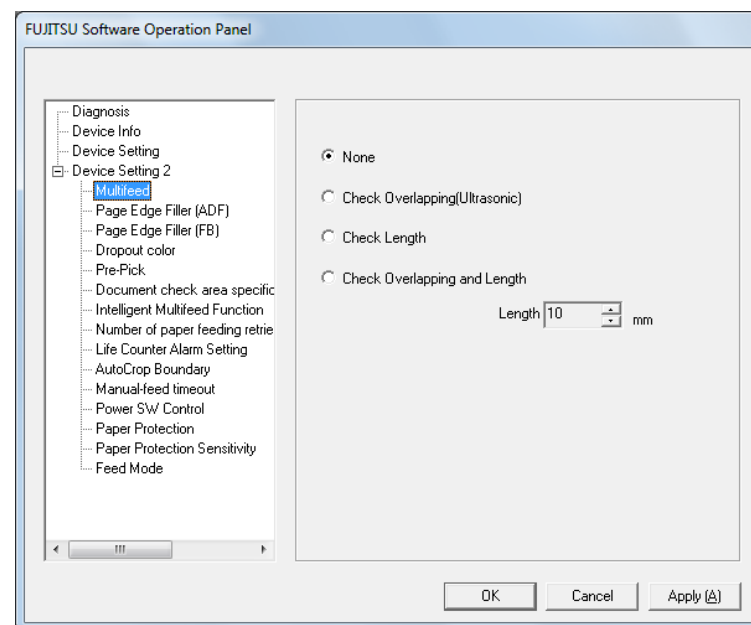 FUJITSU Software Operation Panel
Diagnosis
Device Info
Device Setting
Device Setting 2
Multifeed
Page Edge Filler (ADF)
Page Edge Filler (FB)
Dropout color
Pre-Pick
Document check area specific
Intelligent Multifeed Function
Number of paper feeding retrie
Life Counter Alarm Setting
AutoCrop Boundary
Manual-feed timeout
Power SW Control
Paper Protection
Paper Protection Sensitivity
Feed Mode
None
Check Overlapping(Ultrasonic)
Check Length
Check Overlapping and Length
Length 10 mm
OK Cancel Apply (A)